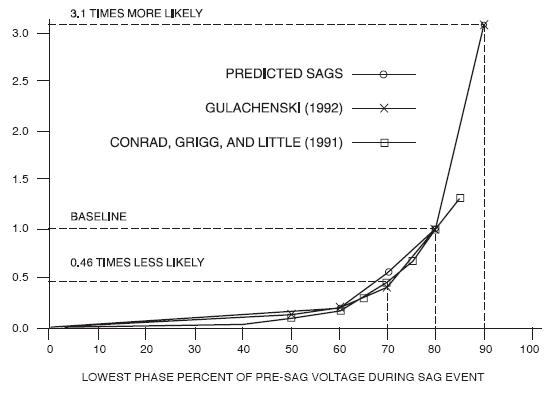 3.1 TIMES MORE LIKELY
3.0
PREDICTED SAGS
2.5
GULACHENSKI (1992)
2.0
CONRAD, GRIGG, AND LITTLE (1991)
1.5
BASELINE
1.0
0.46 TIMES LESS LIKELY
0.5
0.0
0 10 20 30 40 50 60 70 80 90 100
LOWEST PHASE PERCENT OF PRE-SAG VOLTAGE DURING SAG EVENT